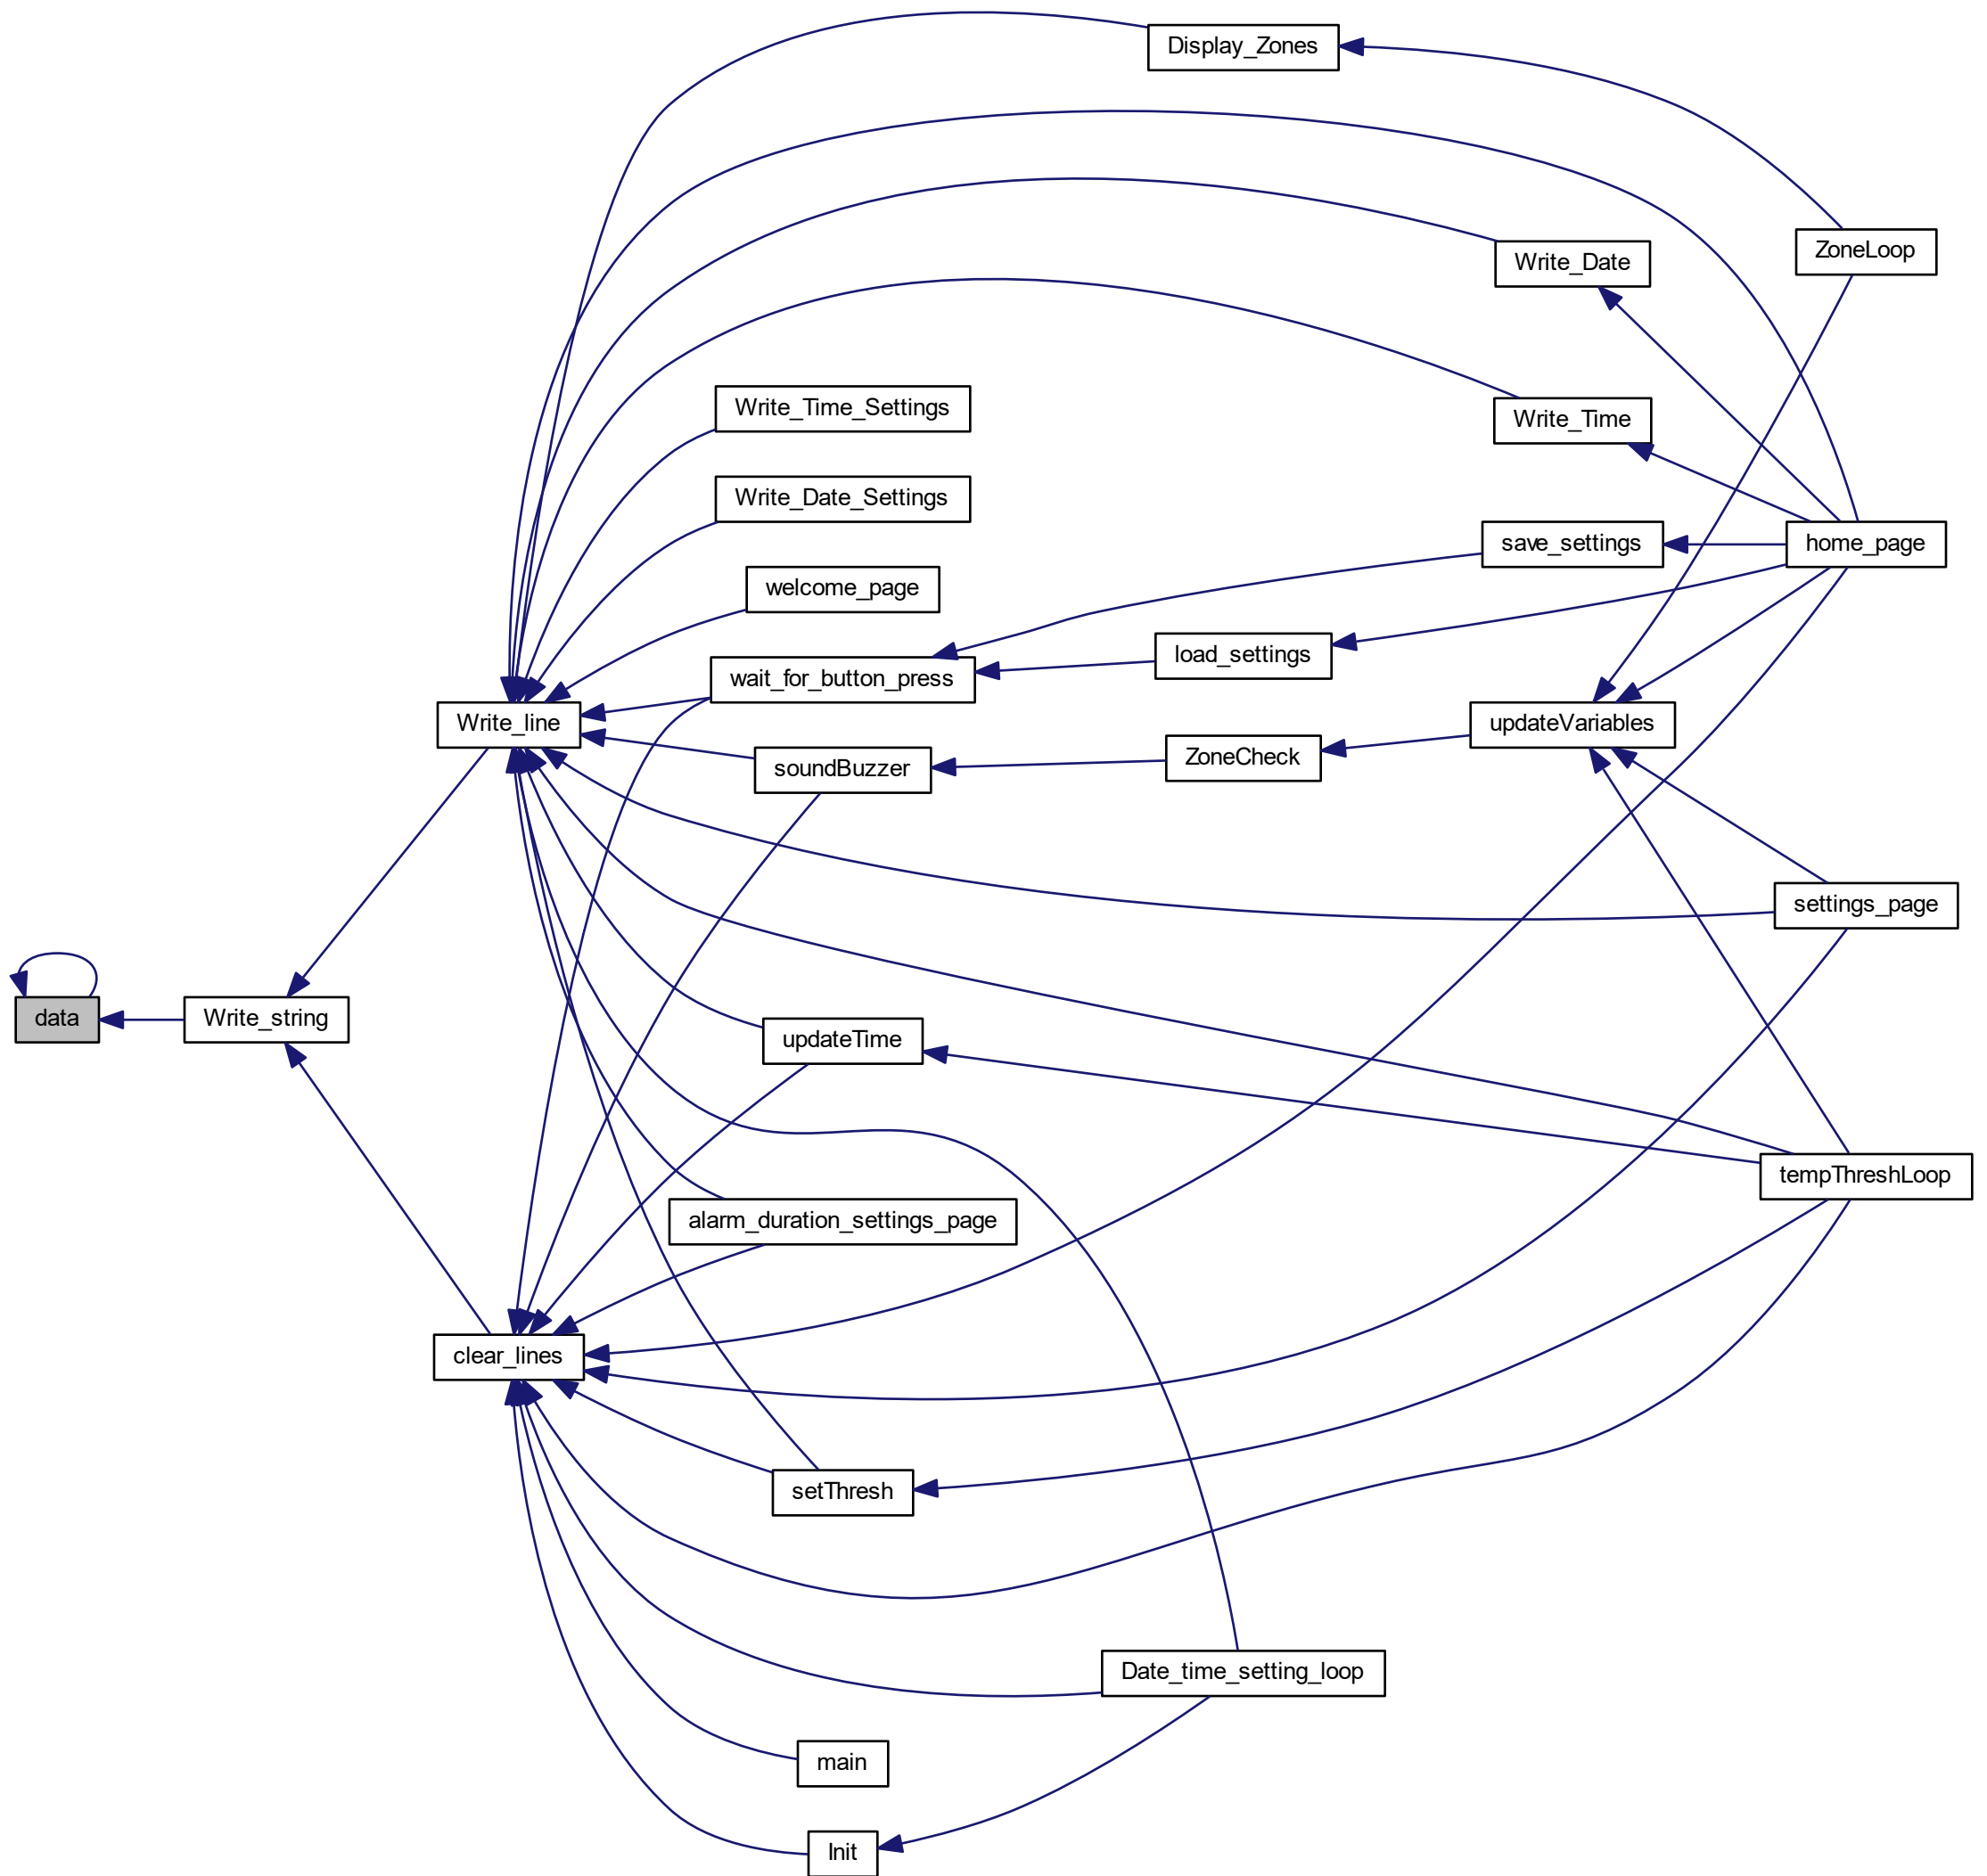 Display_Zones
ZoneLoop
Write_Date
Write_Time_Settings
Write_Time
Write_Date_Settings
save_settings
home_page
welcome_page
load_settings
wait_for_button_press
Write_line
updateVariables
soundBuzzer
ZoneCheck
settings_page
data
Write_string
updateTime
tempThreshLoop
alarm_duration_settings_page
clear_lines
setThresh
Date_time_setting_loop
main
Init